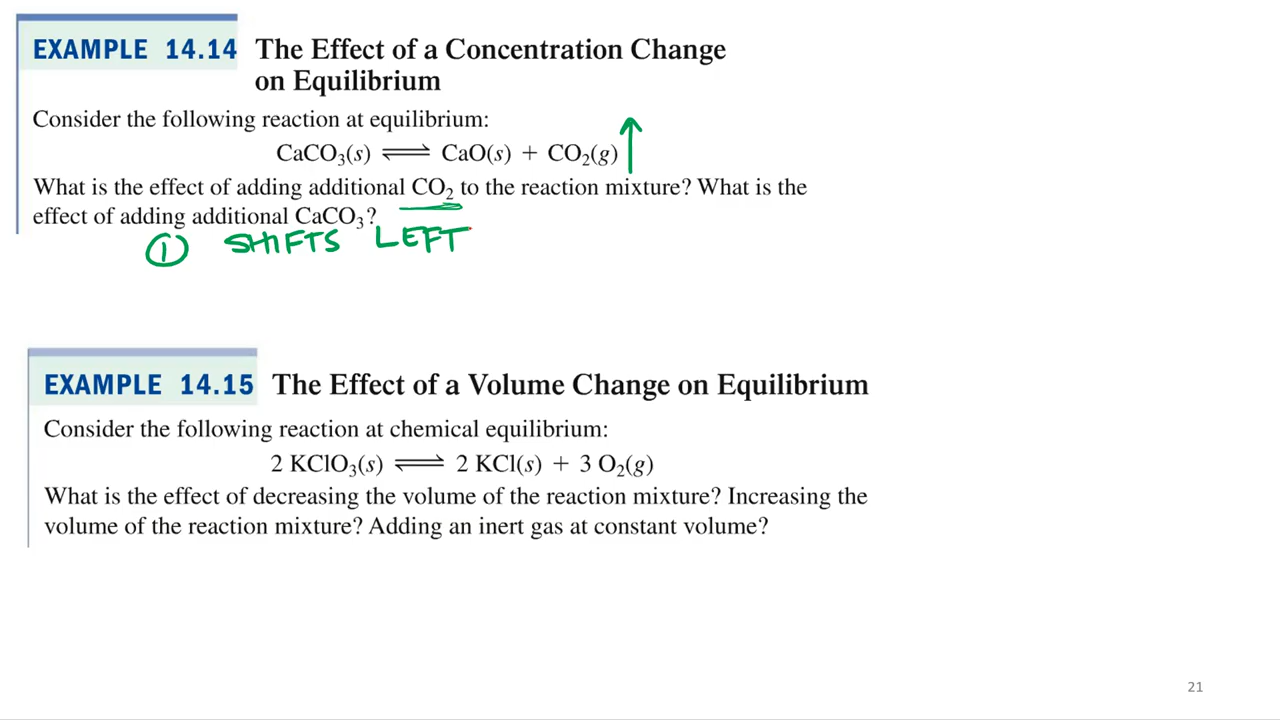 EXAMPLE 14.14 The Effect of a Concentration Change
on Equilibrium
Consider the following reaction at equilibrium:
CaCO₃(s) ⇌ CaO(s) + CO₂(g) ↑
What is the effect of adding additional CO₂ to the reaction mixture? What is the
effect of adding additional CaCO₃?
① SHIFTS LEFT
EXAMPLE 14.15 The Effect of a Volume Change on Equilibrium
Consider the following reaction at chemical equilibrium:
2 KClO₃(s) ⇌ 2 KCl(s) + 3 O₂(g)
What is the effect of decreasing the volume of the reaction mixture? Increasing the
volume of the reaction mixture? Adding an inert gas at constant volume?
21